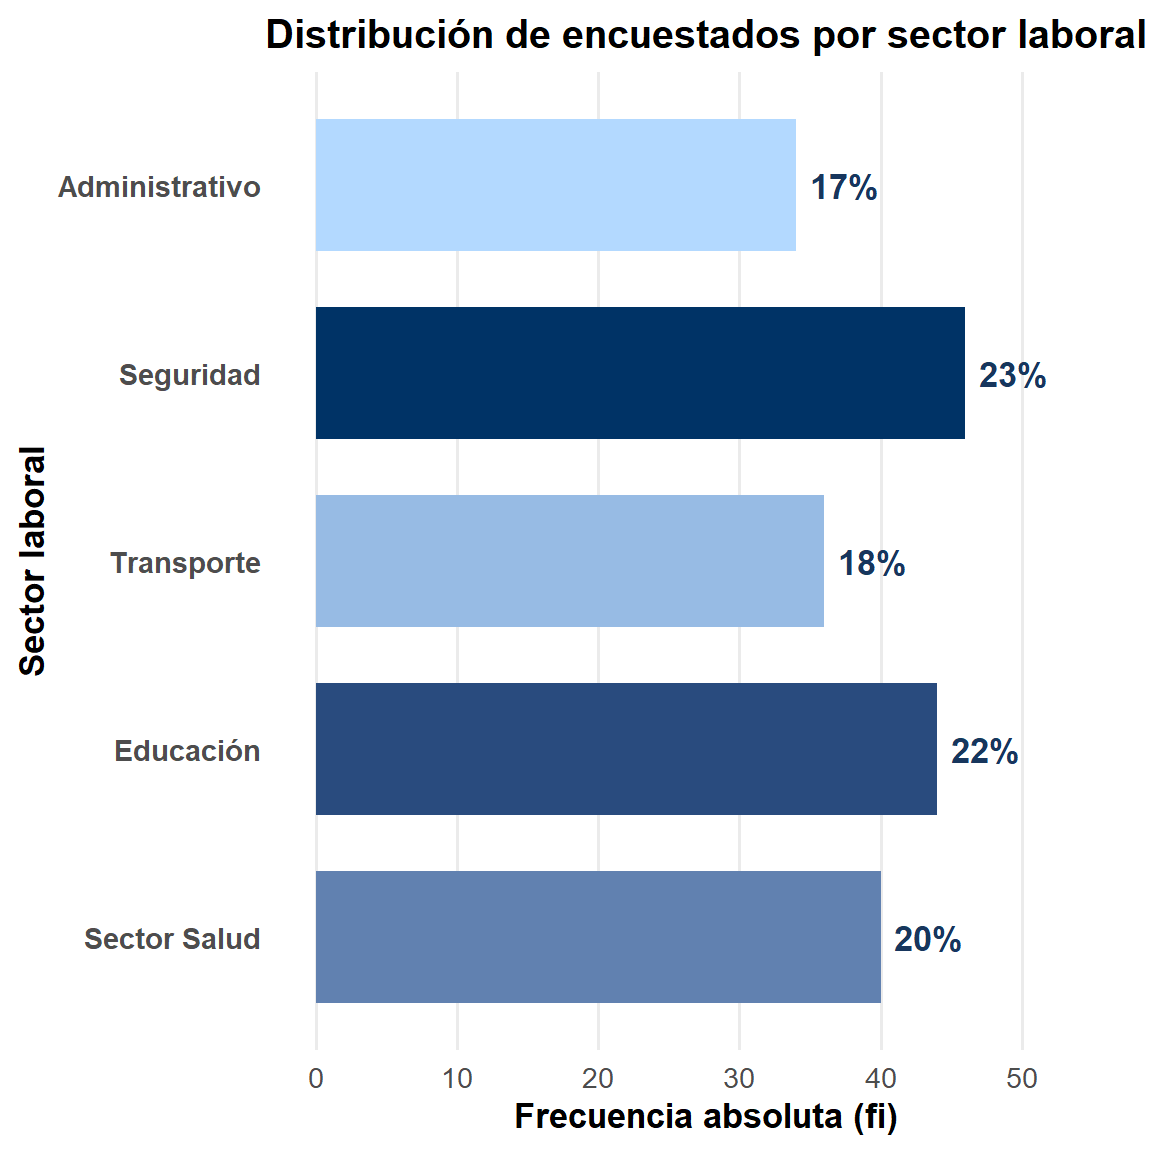 Distribución de encuestados por sector laboral
Administrativo
17%
Seguridad
23%
Transporte
18%
Educación
22%
Sector Salud
20%
Sector laboral
0 10 20 30 40 50
Frecuencia absoluta (fi)